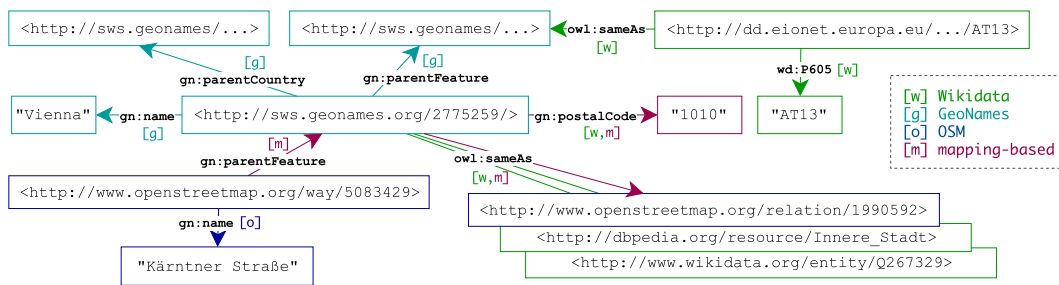 <http://sws.geonames/...>
<http://sws.geonames/...>
owl:sameAs
[w]
<http://dd.eionet.europa.eu/.../AT13>
[g]
gn:parentCountry
[g]
gn:parentFeature
wd:P605 [w]
"Vienna"
gn:name
[g]
<http://sws.geonames.org/2775259/>
gn:postalCode
[w,m]
"1010"
"AT13"
[w] Wikidata
[g] GeoNames
[o] OSM
[m] mapping-based
[m]
gn:parentFeature
owl:sameAs
[w,m]
<http://www.openstreetmap.org/way/5083429>
gn:name [o]
"Kärntner Straße"
<http://www.openstreetmap.org/relation/1990592>
<http://dbpedia.org/resource/Innere_Stadt>
<http://www.wikidata.org/entity/Q267329>